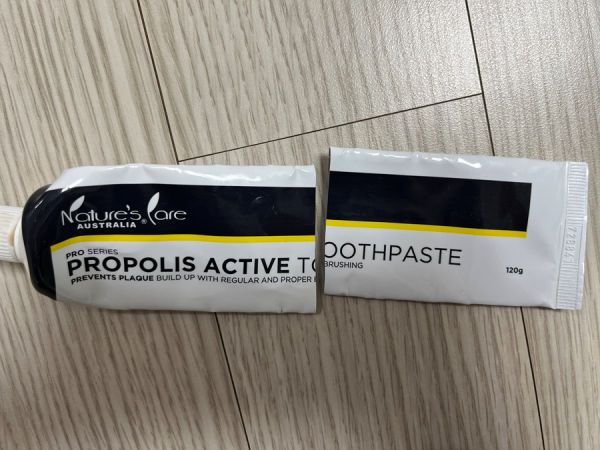 Nature's Care®
AUSTRALIA
PRO SERIES
PROPOLIS ACTIVE TOOTHPASTE
PREVENTS PLAQUE BUILD UP WITH REGULAR AND PROPER BRUSHING
120g